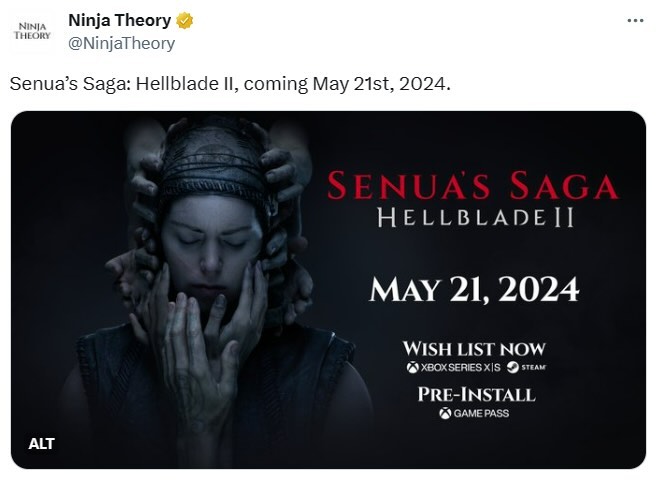 NINJA
THEORY
Ninja Theory
@NinjaTheory
Senua’s Saga: Hellblade II, coming May 21st, 2024.
SENUA'S SAGA
HELLBLADE II
MAY 21, 2024
WISH LIST NOW
XBOX SERIES X|S STEAM
PRE-INSTALL
GAME PASS
ALT